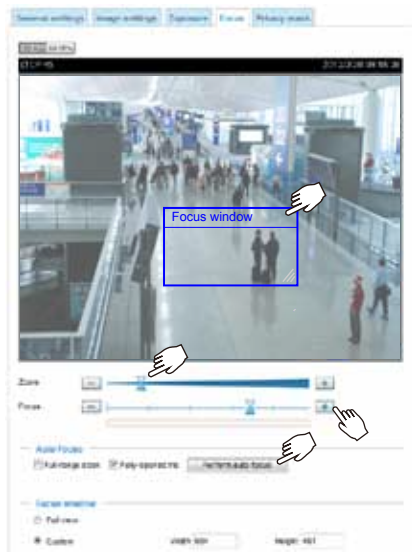 General settings Image settings Exposure Focus Privacy mask
Focus window
Zoom
Focus
Auto Focus
Full-range scan Fully-opened iris Perform auto focus
Focus window
Full view
Custom Width Height